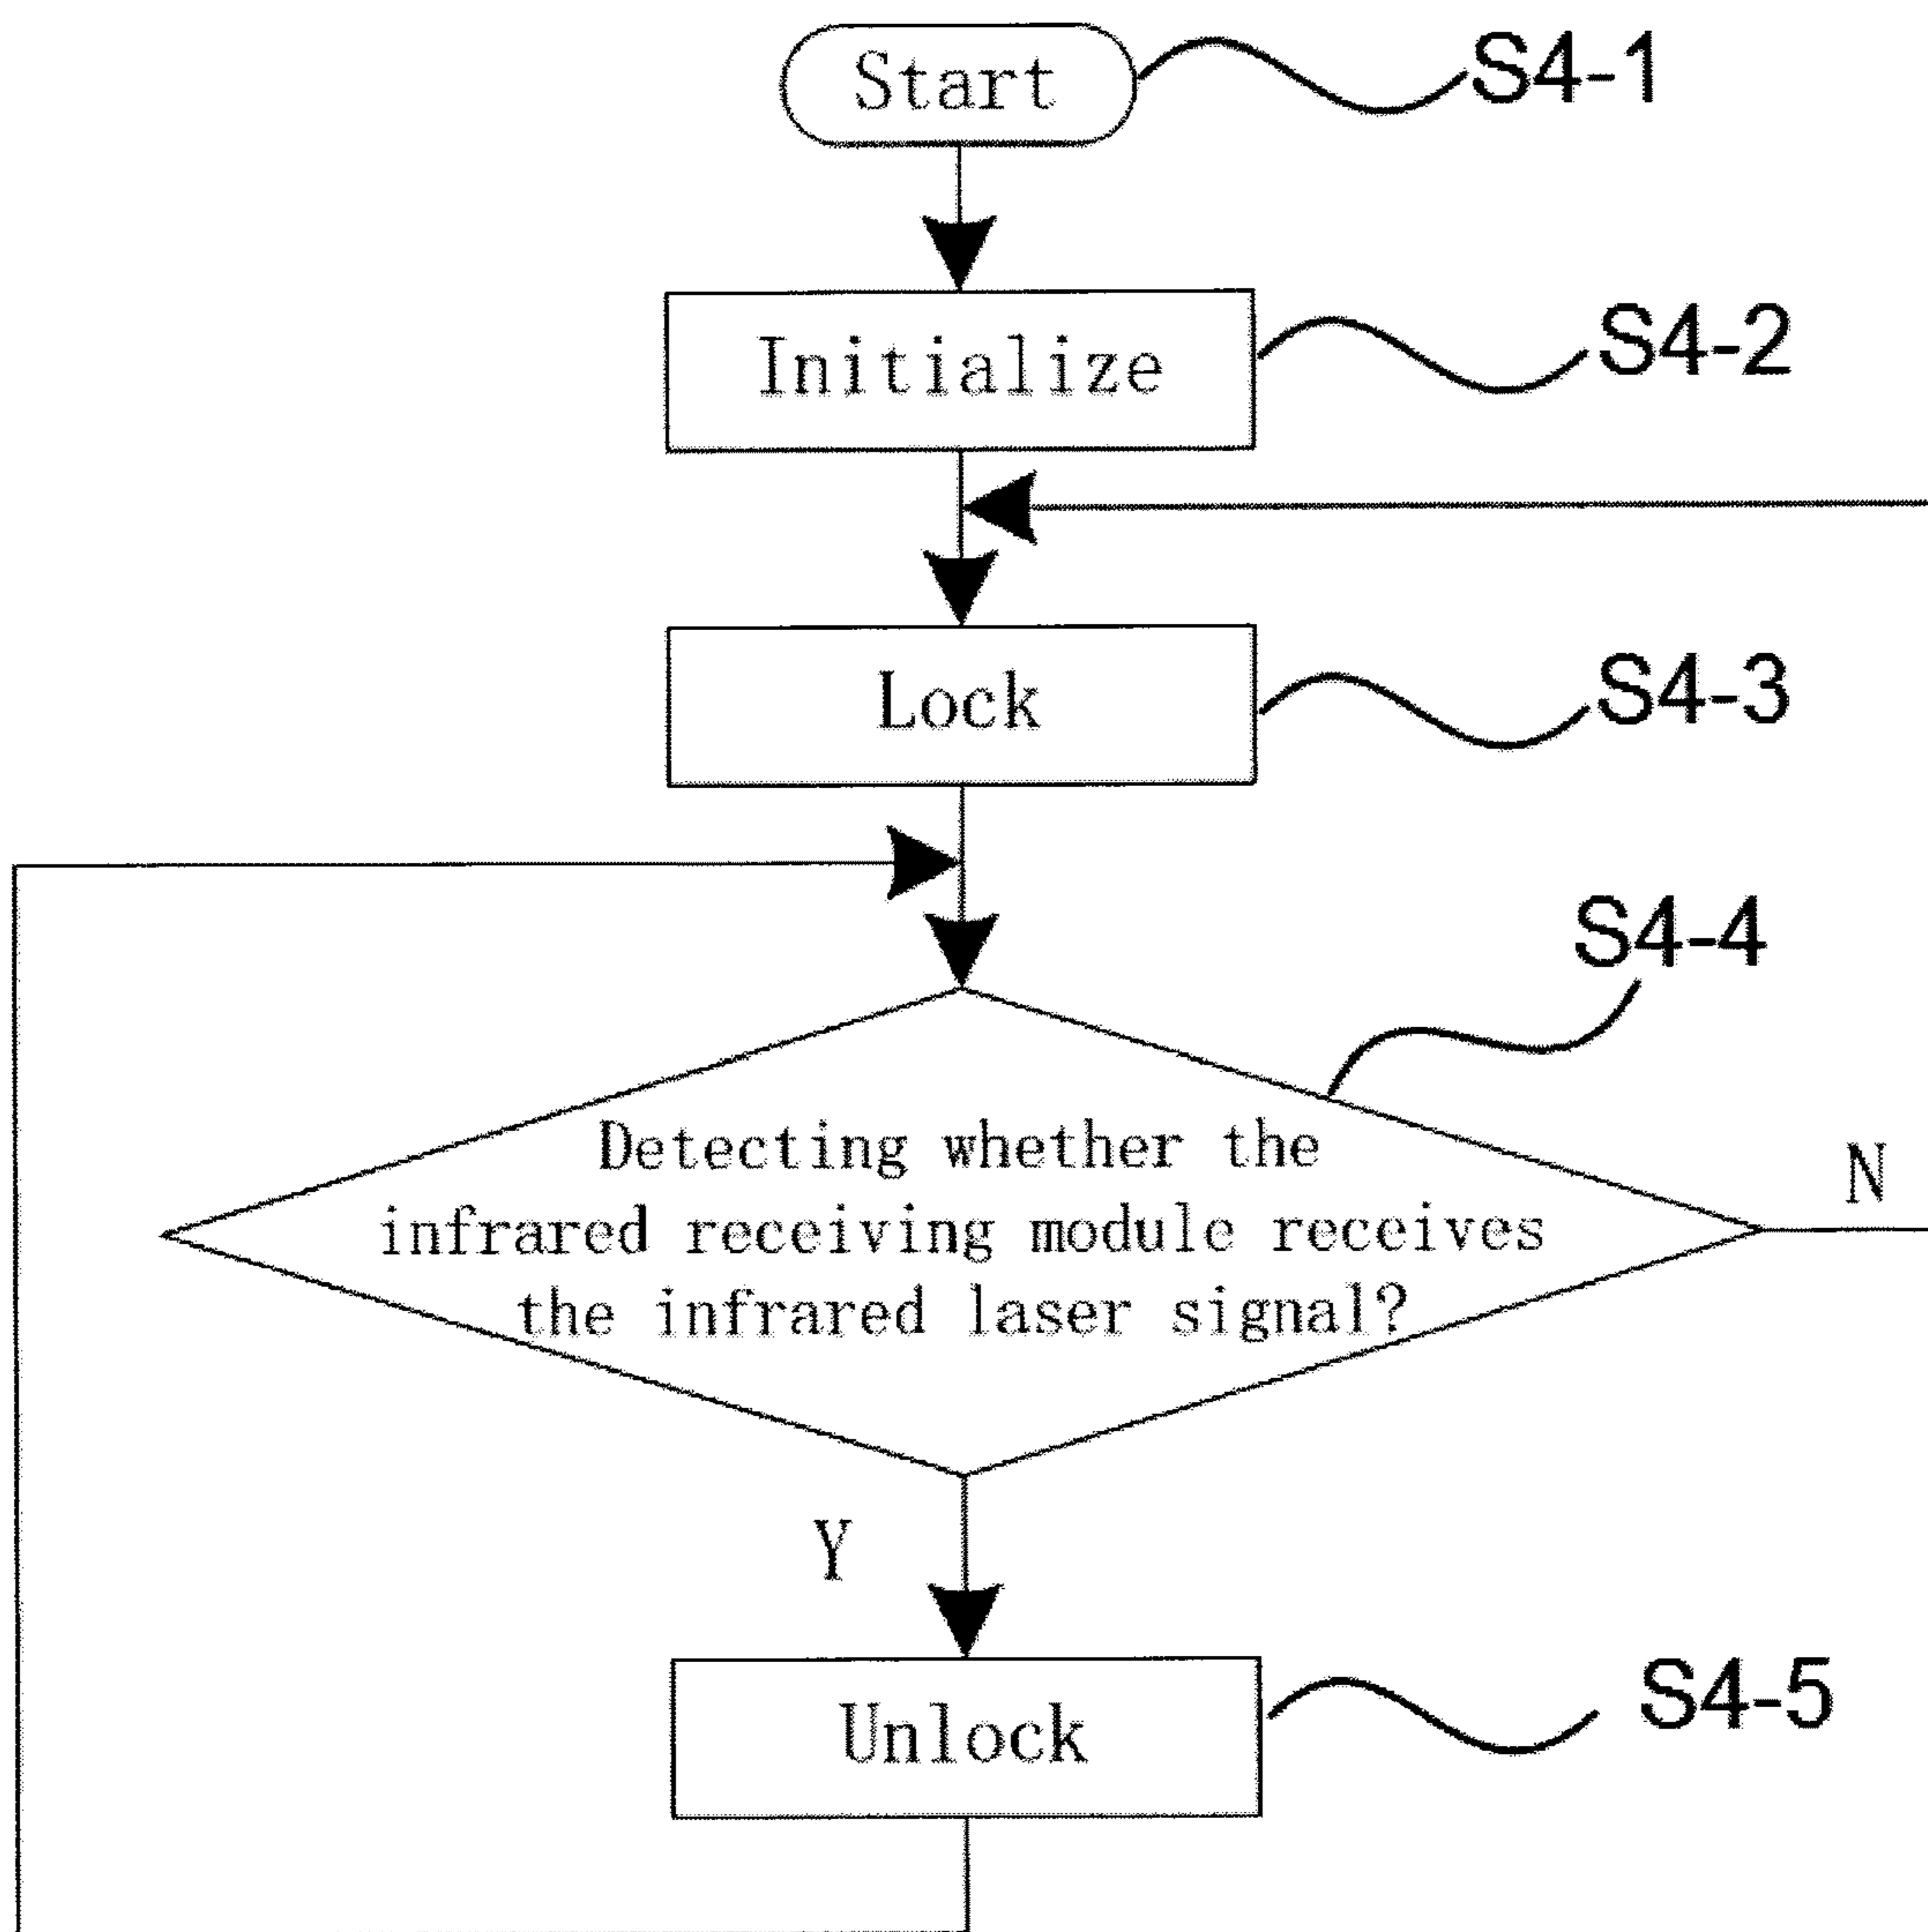 Start
S4-1
Initialize
S4-2
Lock
S4-3
S4-4
Detecting whether the
infrared receiving module receives
the infrared laser signal?
N
Y
Unlock
S4-5